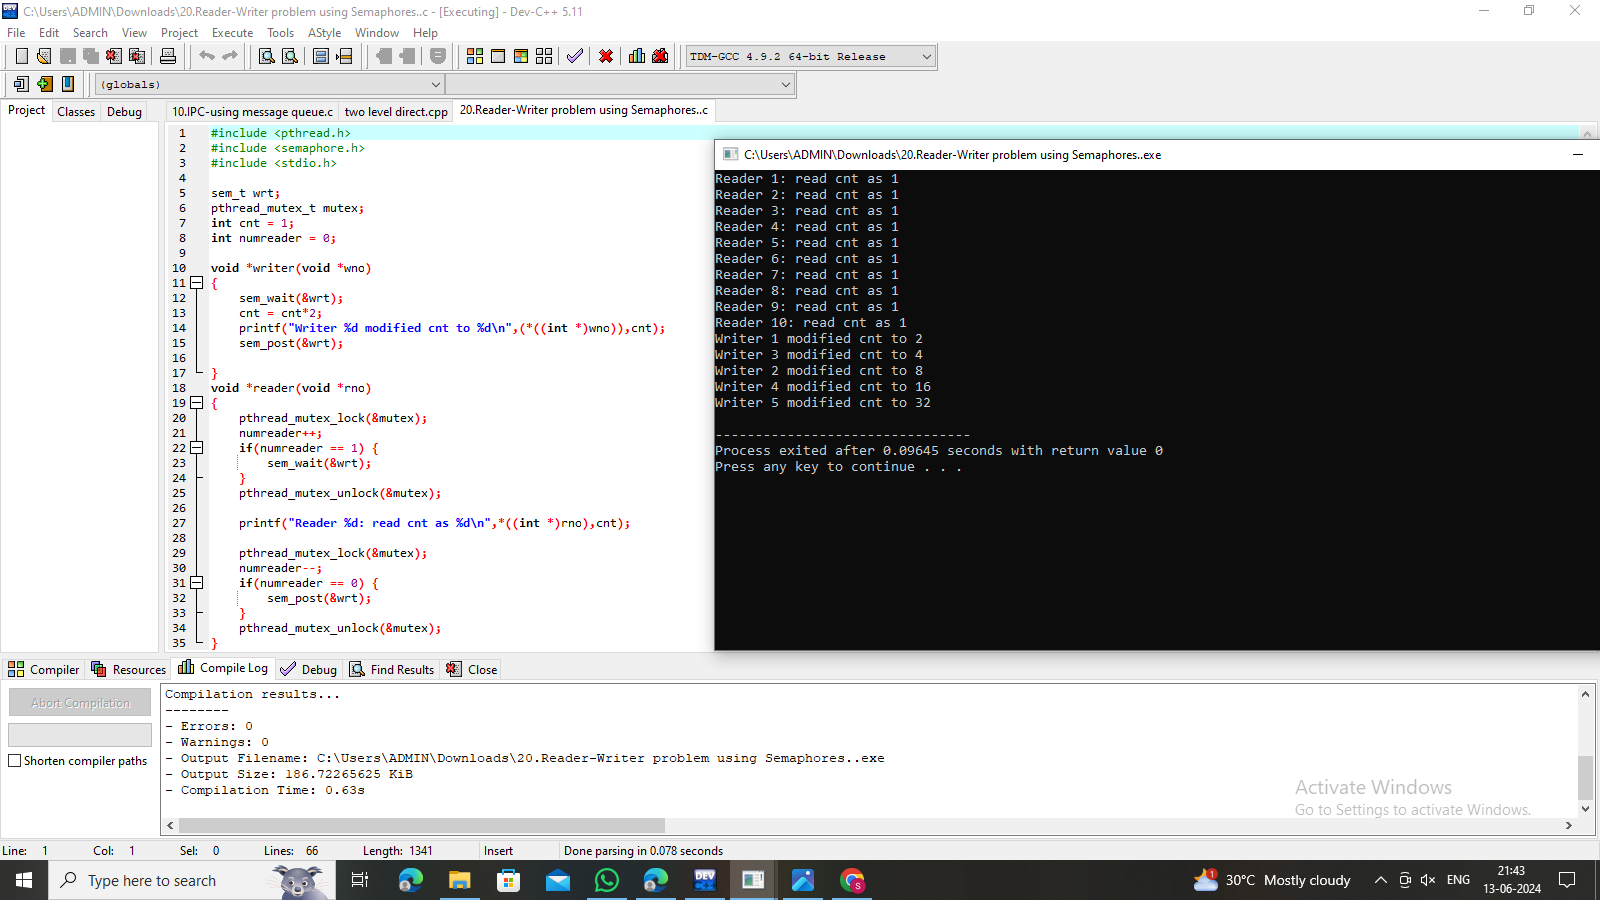 C:\Users\ADMIN\Downloads\20.Reader-Writer problem using Semaphores..c - [Executing] - Dev-C++ 5.11
File Edit Search View Project Execute Tools AStyle Window Help
TDM-GCC 4.9.2 64-bit Release
(globals)
Project Classes Debug
10.IPC-using message queue.c two level direct.cpp 20.Reader-Writer problem using Semaphores..c
1 #include <pthread.h>
2 #include <semaphore.h>
3 #include <stdio.h>
4
5 sem_t wrt;
6 pthread_mutex_t mutex;
7 int cnt = 1;
8 int numreader = 0;
9
10 void *writer(void *wno)
11 {
12 sem_wait(&wrt);
13 cnt = cnt*2;
14 printf("Writer %d modified cnt to %d\n",(*((int *)wno)),cnt);
15 sem_post(&wrt);
16
17 }
18 void *reader(void *rno)
19 {
20 pthread_mutex_lock(&mutex);
21 numreader++;
22 if(numreader == 1) {
23 sem_wait(&wrt);
24 }
25 pthread_mutex_unlock(&mutex);
26
27 printf("Reader %d: read cnt as %d\n",*((int *)rno),cnt);
28
29 pthread_mutex_lock(&mutex);
30 numreader--;
31 if(numreader == 0) {
32 sem_post(&wrt);
33 }
34 pthread_mutex_unlock(&mutex);
35 }
C:\Users\ADMIN\Downloads\20.Reader-Writer problem using Semaphores..exe
Reader 1: read cnt as 1
Reader 2: read cnt as 1
Reader 3: read cnt as 1
Reader 4: read cnt as 1
Reader 5: read cnt as 1
Reader 6: read cnt as 1
Reader 7: read cnt as 1
Reader 8: read cnt as 1
Reader 9: read cnt as 1
Reader 10: read cnt as 1
Writer 1 modified cnt to 2
Writer 3 modified cnt to 4
Writer 2 modified cnt to 8
Writer 4 modified cnt to 16
Writer 5 modified cnt to 32
--------------------------------
Process exited after 0.09645 seconds with return value 0
Press any key to continue . . .
Compiler Resources Compile Log Debug Find Results Close
Abort Compilation
Shorten compiler paths
Compilation results...
--------
- Errors: 0
- Warnings: 0
- Output Filename: C:\Users\ADMIN\Downloads\20.Reader-Writer problem using Semaphores..exe
- Output Size: 186.72265625 KiB
- Compilation Time: 0.63s
Activate Windows
Go to Settings to activate Windows.
Line: 1 Col: 1 Sel: 0 Lines: 66 Length: 1341 Insert Done parsing in 0.078 seconds
Type here to search
DEV
S
1
30°C Mostly cloudy
ENG
21:43
13-06-2024